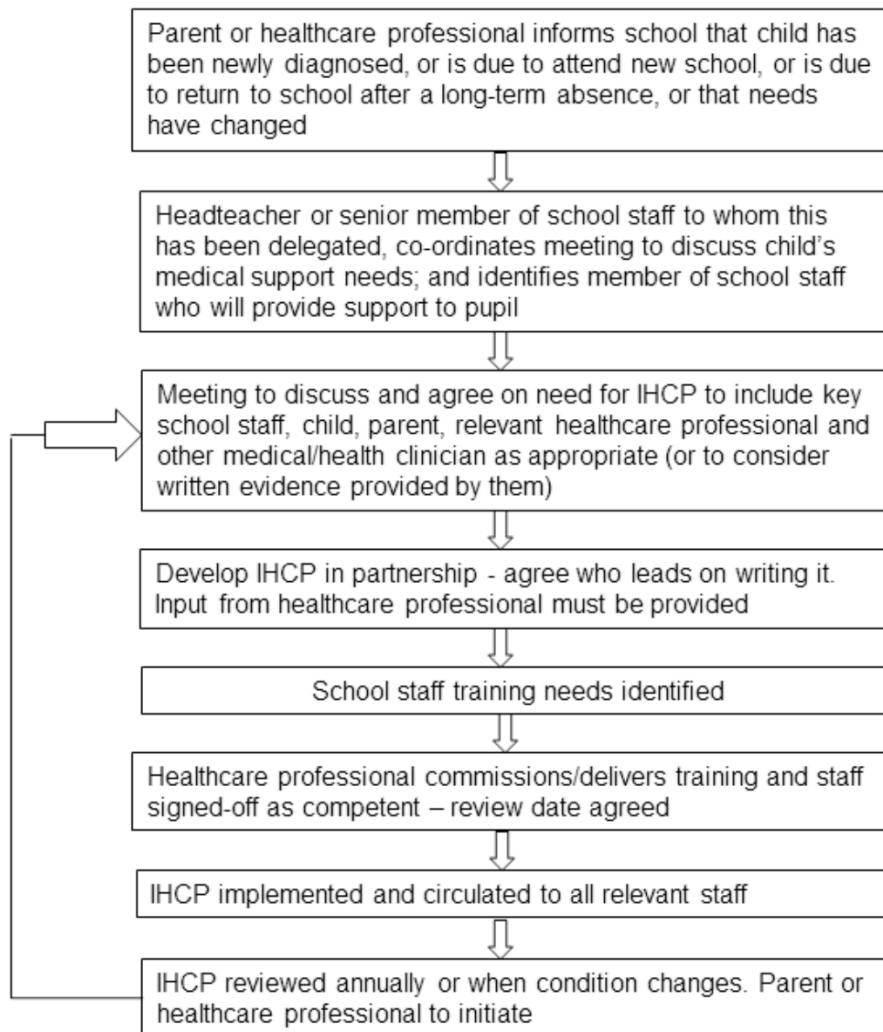 Parent or healthcare professional informs school that child has
been newly diagnosed, or is due to attend new school, or is due
to return to school after a long-term absence, or that needs
have changed
Headteacher or senior member of school staff to whom this
has been delegated, co-ordinates meeting to discuss child's
medical support needs; and identifies member of school staff
who will provide support to pupil
Meeting to discuss and agree on need for IHCP to include key
school staff, child, parent, relevant healthcare professional and
other medical/health clinician as appropriate (or to consider
written evidence provided by them)
Develop IHCP in partnership - agree who leads on writing it.
Input from healthcare professional must be provided
School staff training needs identified
Healthcare professional commissions/delivers training and staff
signed-off as competent – review date agreed
IHCP implemented and circulated to all relevant staff
IHCP reviewed annually or when condition changes. Parent or
healthcare professional to initiate